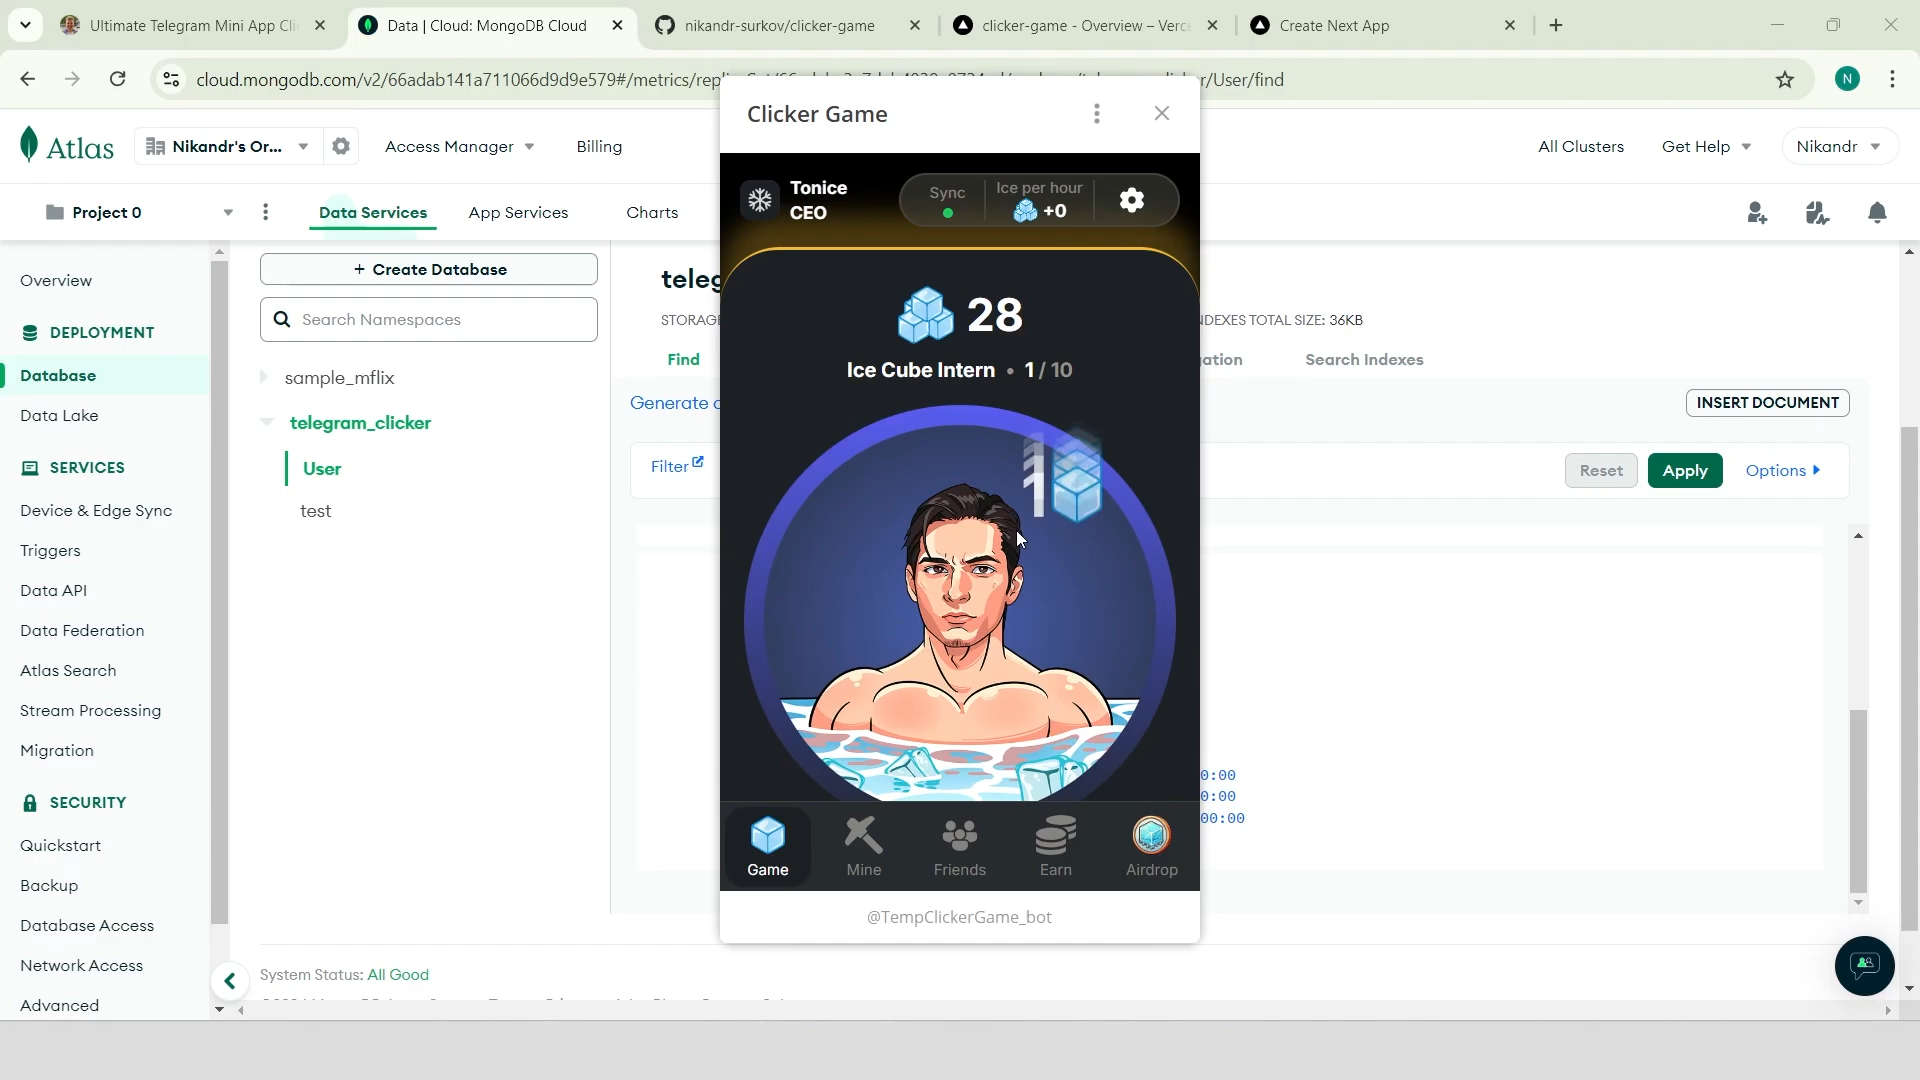 Ultimate Telegram Mini App Cli
Data | Cloud: MongoDB Cloud
nikandr-surkov/clicker-game
clicker-game - Overview – Verce
Create Next App
cloud.mongodb.com/v2/66adab141a711066d9d9e579#/metrics/repl
r/User/find
N
Clicker Game
Atlas
Nikandr's Or...
Access Manager
Billing
All Clusters
Get Help
Nikandr
Project 0
Data Services
App Services
Charts
Tonice
CEO
Sync
Ice per hour
+0
Overview
DEPLOYMENT
Database
Data Lake
SERVICES
Device & Edge Sync
Triggers
Data API
Data Federation
Atlas Search
Stream Processing
Migration
SECURITY
Quickstart
Backup
Database Access
Network Access
Advanced
+ Create Database
Search Namespaces
sample_mflix
telegram_clicker
User
test
teleg
STORAG
NDEXES TOTAL SIZE: 36KB
Find
ation
Search Indexes
Generate
INSERT DOCUMENT
Filter
Reset
Apply
Options
0:00
0:00
00:00
28
Ice Cube Intern • 1 / 10
1
Game
Mine
Friends
Earn
Airdrop
@TempClickerGame_bot
System Status: All Good